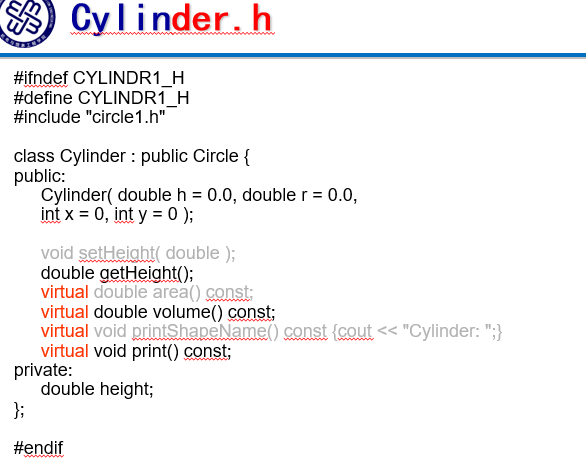 Cylinder.h
#ifndef CYLINDR1_H
#define CYLINDR1_H
#include "circle1.h"
class Cylinder : public Circle {
public:
Cylinder( double h = 0.0, double r = 0.0,
int x = 0, int y = 0 );
void setHeight( double );
double getHeight();
virtual double area() const;
virtual double volume() const;
virtual void printShapeName() const {cout << "Cylinder: ";}
virtual void print() const;
private:
double height;
};
#endif